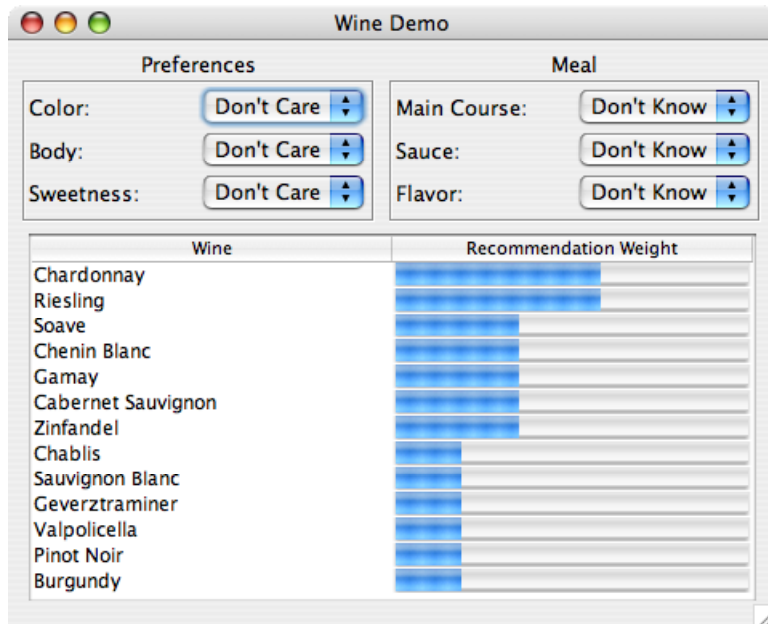 Wine Demo
Preferences
Meal
Color: Don't Care
Main Course: Don't Know
Body: Don't Care
Sauce: Don't Know
Sweetness: Don't Care
Flavor: Don't Know
Wine Recommendation Weight
Chardonnay
Riesling
Soave
Chenin Blanc
Gamay
Cabernet Sauvignon
Zinfandel
Chablis
Sauvignon Blanc
Geverztraminer
Valpolicella
Pinot Noir
Burgundy